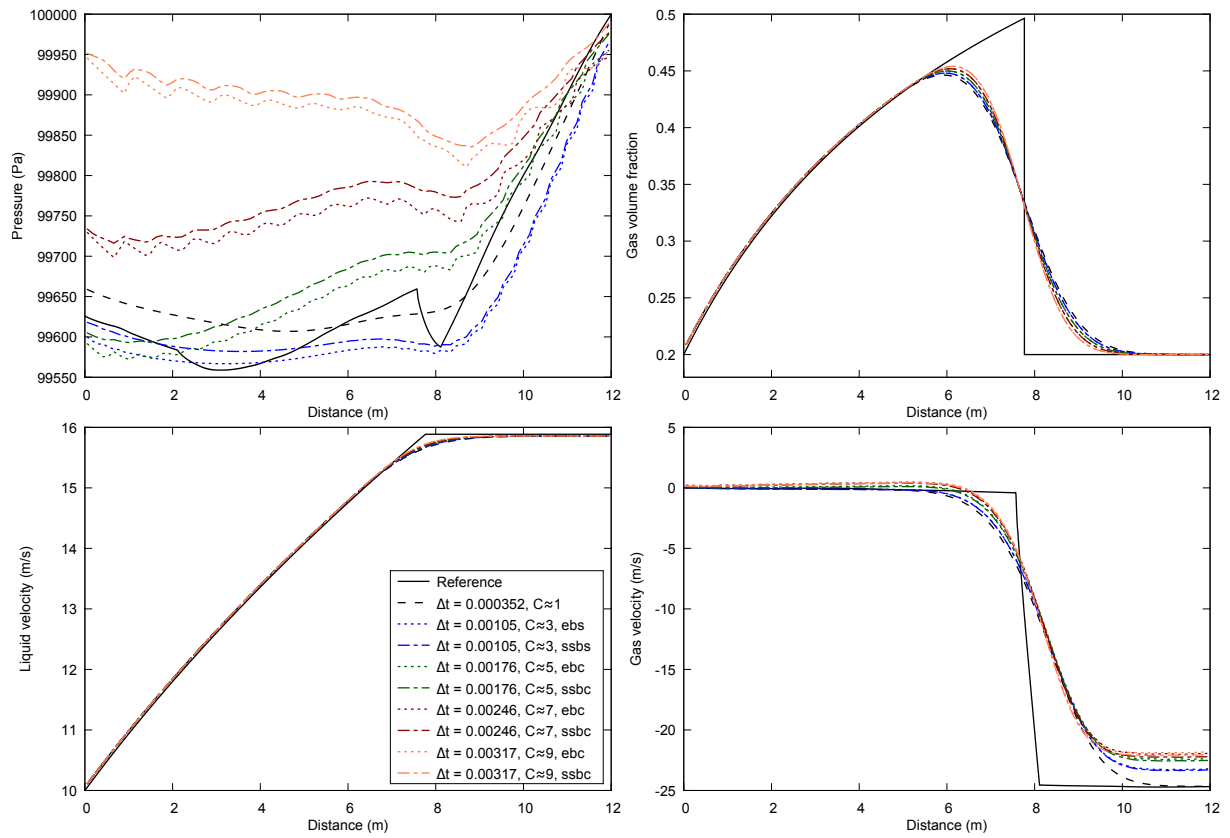 100000
99950
99900
99850
99800
99750
99700
99650
99600
99550
Pressure (Pa)
0 2 4 6 8 10 12
Distance (m)
0.5
0.45
0.4
0.35
0.3
0.25
0.2
Gas volume fraction
0 2 4 6 8 10 12
Distance (m)
16
15
14
13
12
11
10
Liquid velocity (m/s)
Reference
Δt = 0.000352, C≈1
Δt = 0.00105, C≈3, ebs
Δt = 0.00105, C≈3, ssbs
Δt = 0.00176, C≈5, ebc
Δt = 0.00176, C≈5, ssbc
Δt = 0.00246, C≈7, ebc
Δt = 0.00246, C≈7, ssbc
Δt = 0.00317, C≈9, ebc
Δt = 0.00317, C≈9, ssbc
0 2 4 6 8 10 12
Distance (m)
5
0
-5
-10
-15
-20
-25
Gas velocity (m/s)
0 2 4 6 8 10 12
Distance (m)